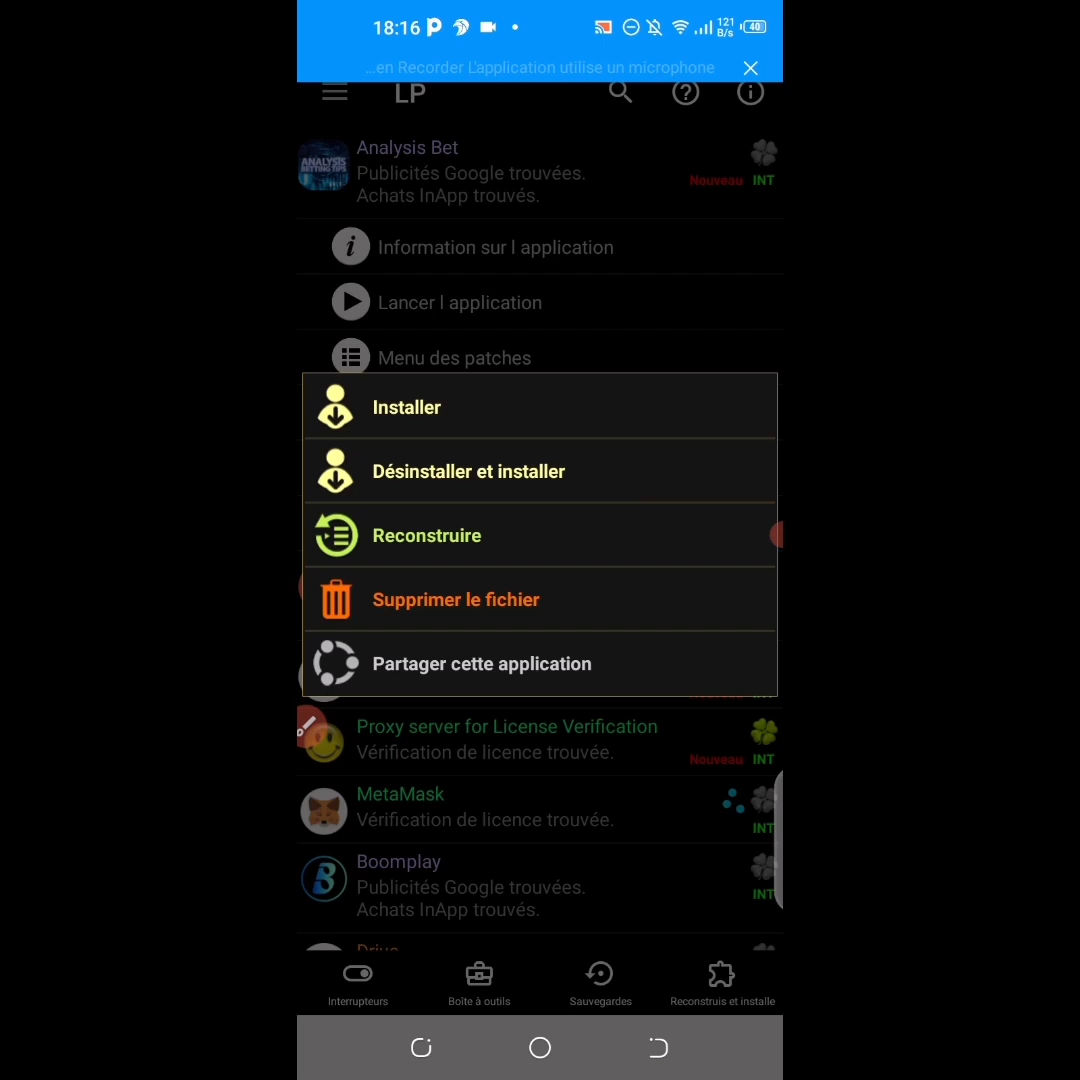 18:16
121
B/s
40
...en Recorder L'application utilise un microphone
LP
Analysis Bet
ANALYSIS
BETTING TIPS
Publicités Google trouvées.
Achats InApp trouvés.
Nouveau INT
Information sur l application
Lancer l application
Menu des patches
Installer
Désinstaller et installer
Reconstruire
Supprimer le fichier
Partager cette application
Proxy server for License Verification
Vérification de licence trouvée.
Nouveau INT
MetaMask
Vérification de licence trouvée.
INT
Boomplay
Publicités Google trouvées.
Achats InApp trouvés.
INT
Interrupteurs
Boîte à outils
Sauvegardes
Reconstruis et installe